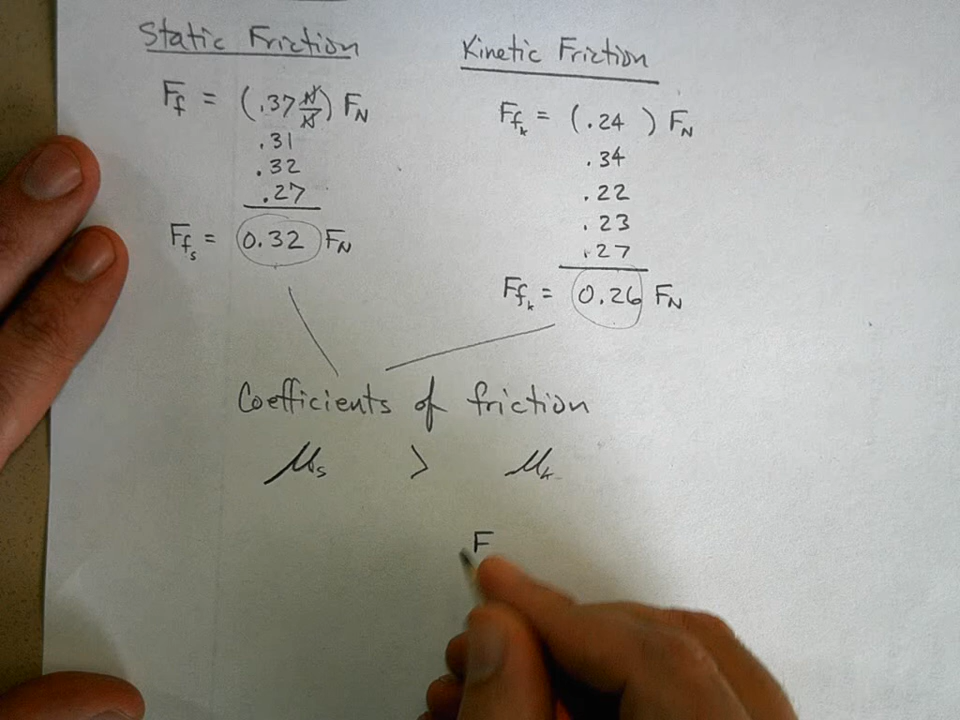 Static Friction
Ff = (.37 N/N) FN
.31
.32
.27
Ffs = 0.32 FN
Kinetic Friction
Ffk = (.24 ) FN
.34
.22
.23
.27
Ffk = 0.26 FN
Coefficients of friction
μs > μk
F